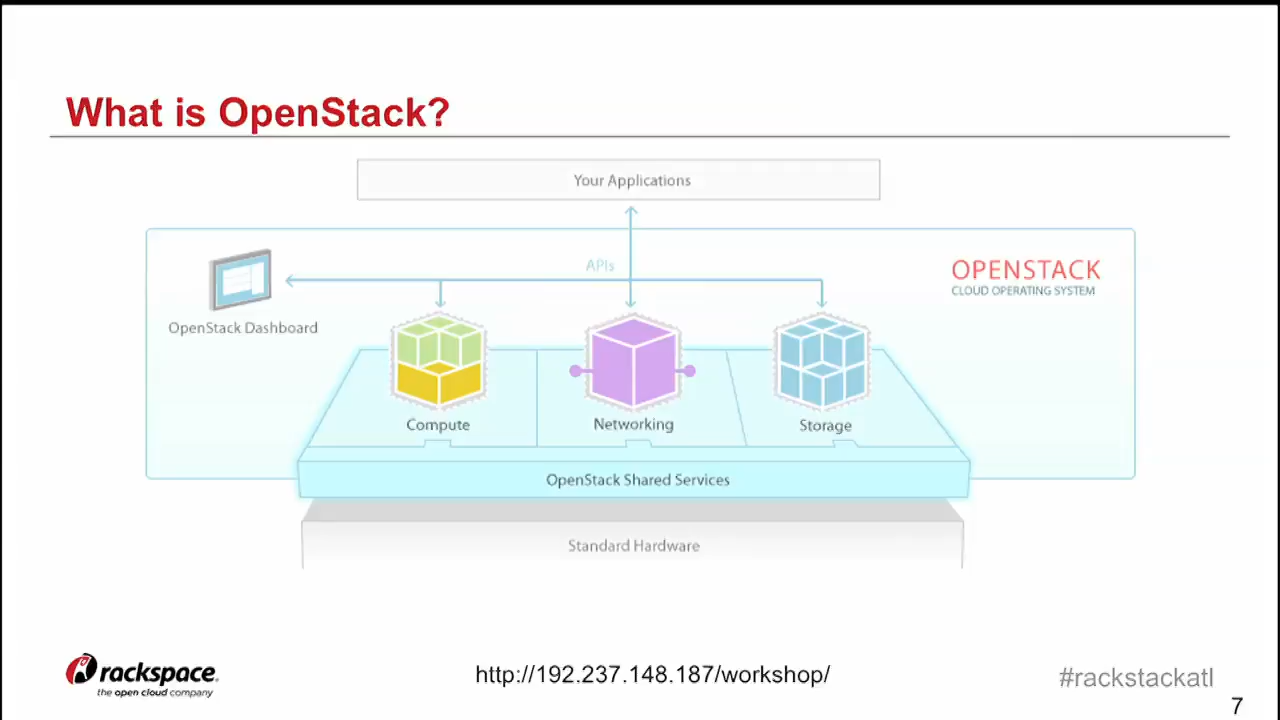 What is OpenStack?
Your Applications
APIs
OPENSTACK
CLOUD OPERATING SYSTEM
OpenStack Dashboard
Compute
Networking
Storage
OpenStack Shared Services
Standard Hardware
rackspace.
the open cloud company
http://192.237.148.187/workshop/
#rackstackatl
7